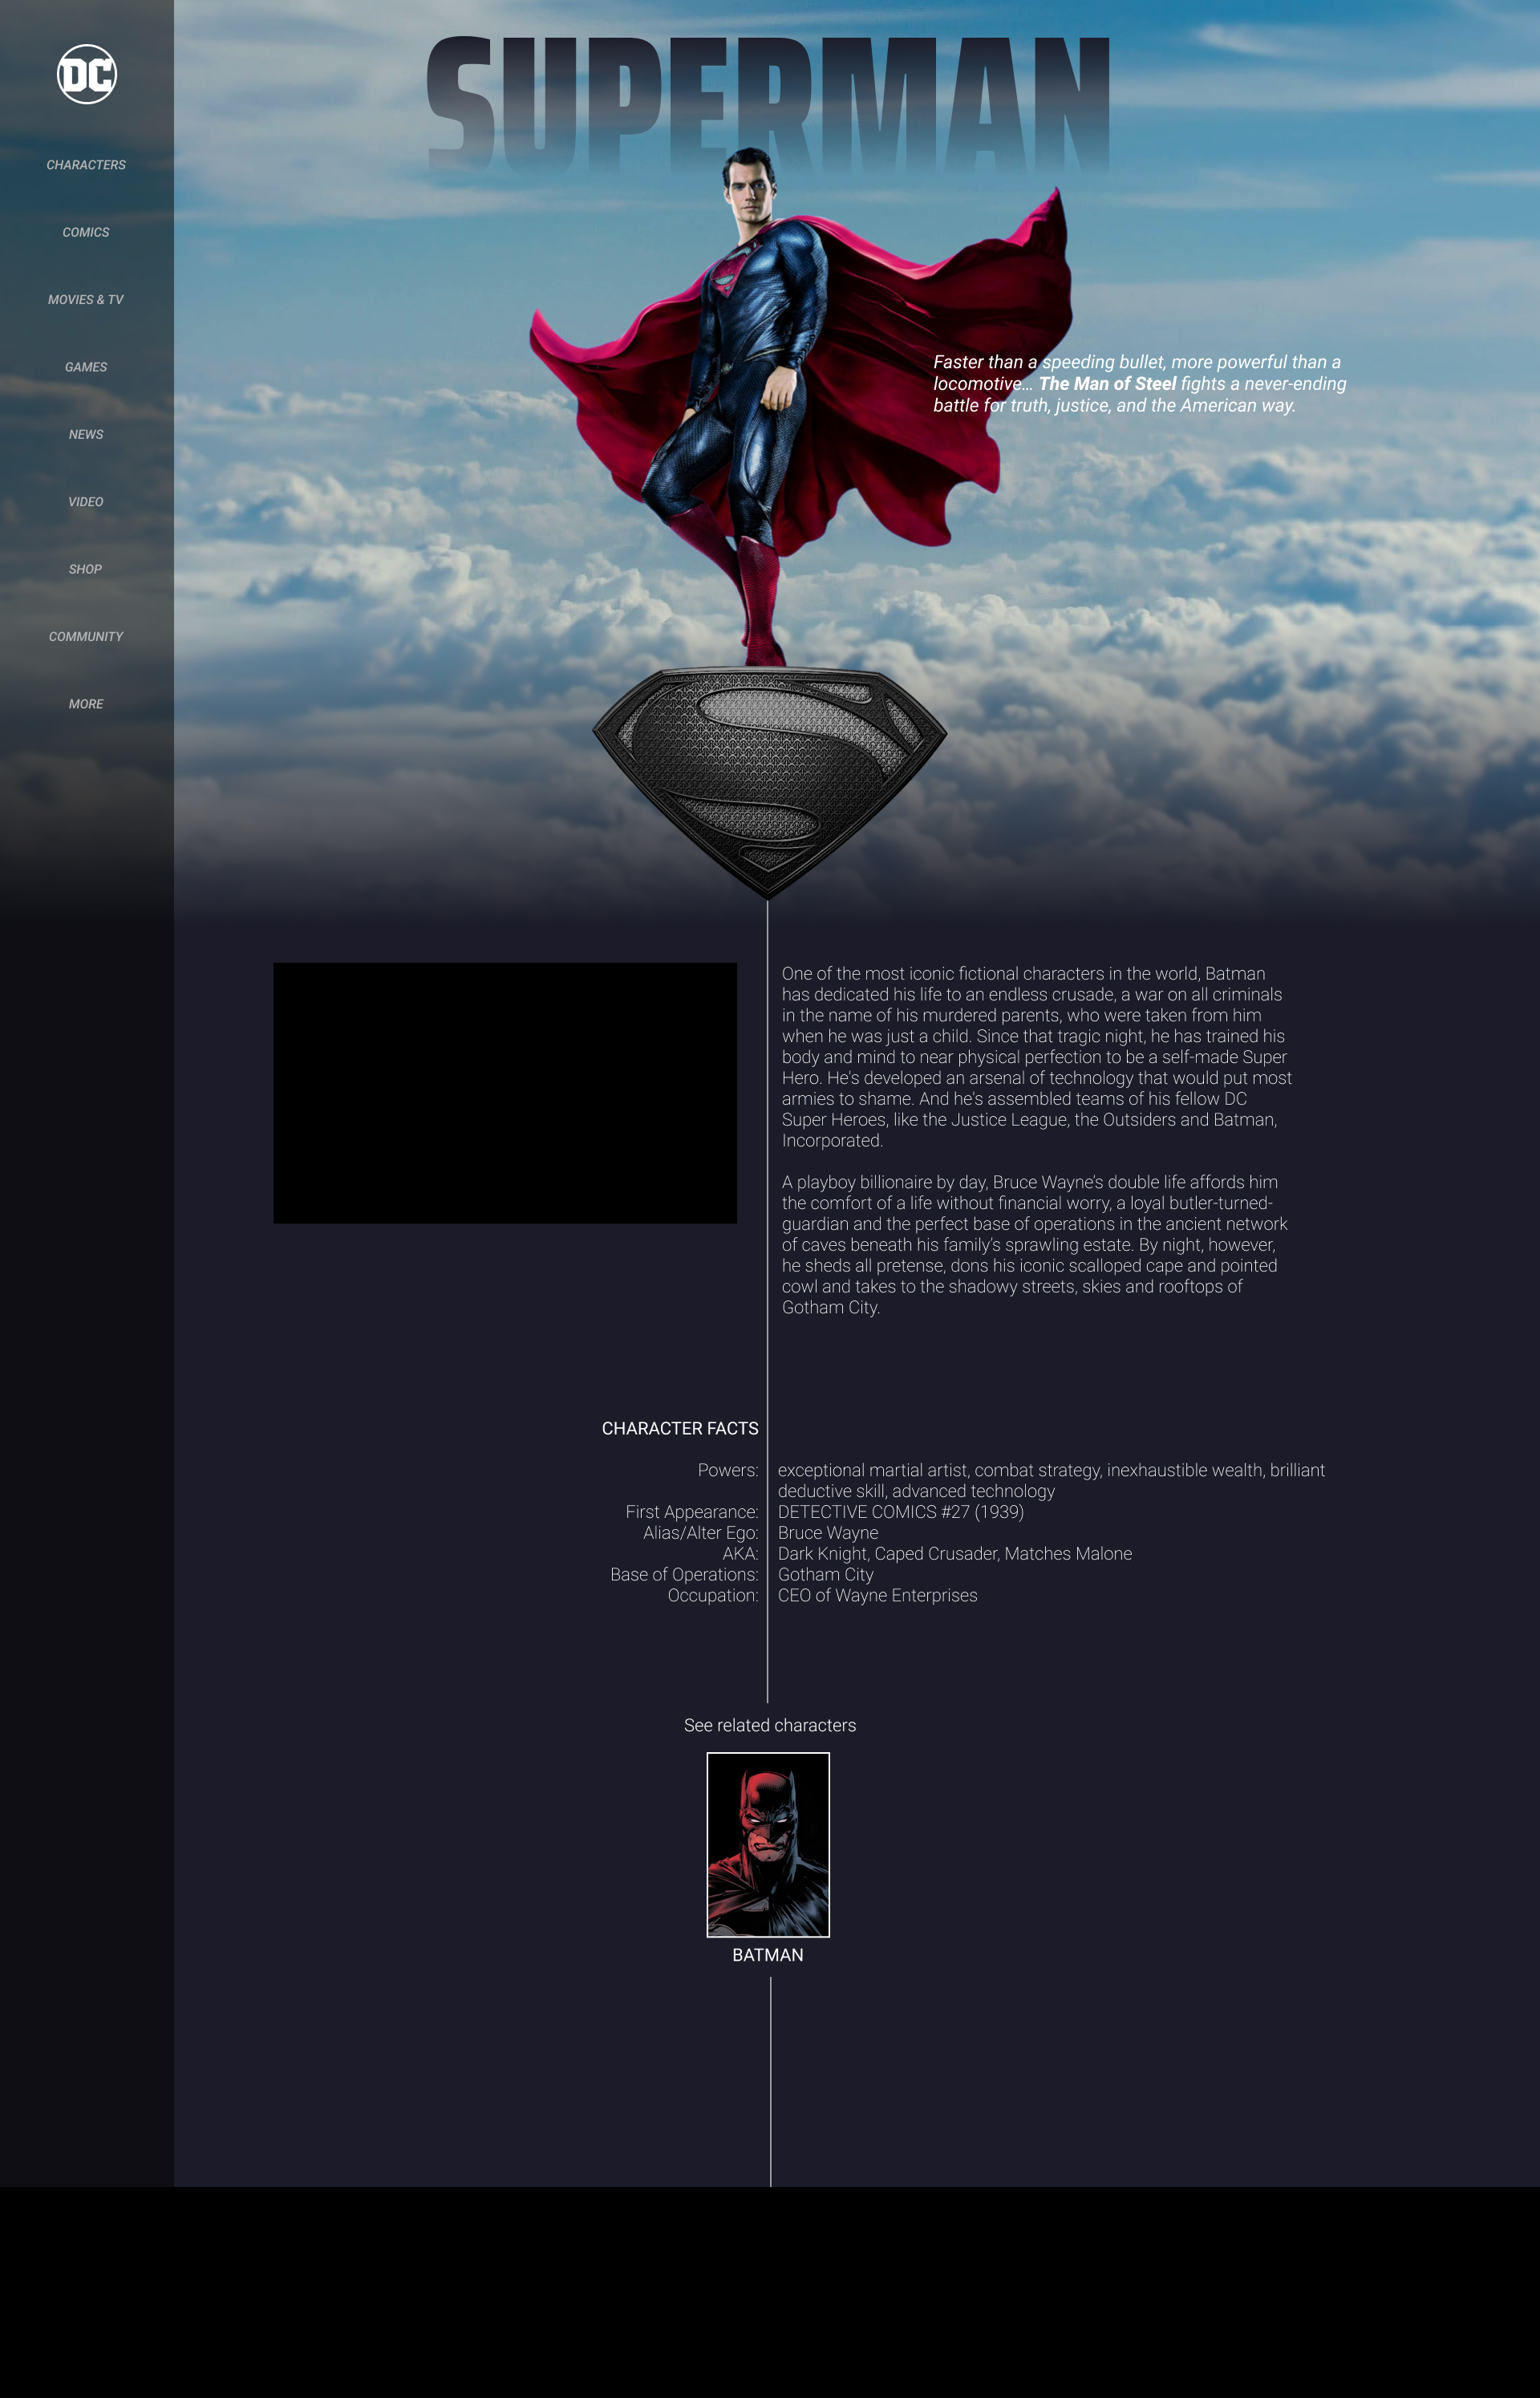 SUPERMAN
DC
CHARACTERS
COMICS
MOVIES & TV
GAMES
NEWS
VIDEO
SHOP
COMMUNITY
MORE
Faster than a speeding bullet, more powerful than a
locomotive... The Man of Steel fights a never-ending
battle for truth, justice, and the American way.
One of the most iconic fictional characters in the world, Batman
has dedicated his life to an endless crusade, a war on all criminals
in the name of his murdered parents, who were taken from him
when he was just a child. Since that tragic night, he has trained his
body and mind to near physical perfection to be a self-made Super
Hero. He's developed an arsenal of technology that would put most
armies to shame. And he's assembled teams of his fellow DC
Super Heroes, like the Justice League, the Outsiders and Batman,
Incorporated.
A playboy billionaire by day, Bruce Wayne's double life affords him
the comfort of a life without financial worry, a loyal butler-turned-
guardian and the perfect base of operations in the ancient network
of caves beneath his family's sprawling estate. By night, however,
he sheds all pretense, dons his iconic scalloped cape and pointed
cowl and takes to the shadowy streets, skies and rooftops of
Gotham City.
CHARACTER FACTS
Powers: exceptional martial artist, combat strategy, inexhaustible wealth, brilliant
deductive skill, advanced technology
First Appearance: DETECTIVE COMICS #27 (1939)
Alias/Alter Ego: Bruce Wayne
AKA: Dark Knight, Caped Crusader, Matches Malone
Base of Operations: Gotham City
Occupation: CEO of Wayne Enterprises
See related characters
BATMAN